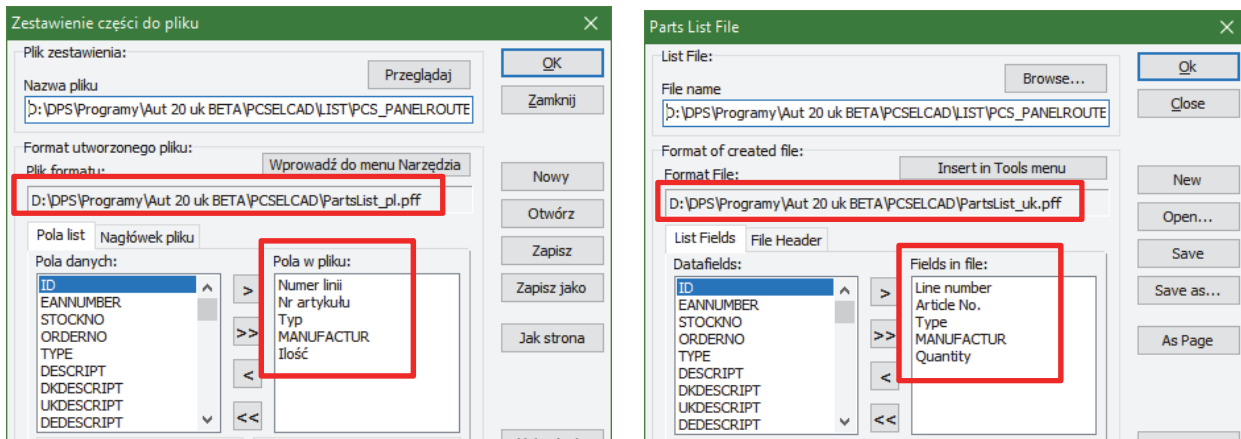 Zestawienie części do pliku
Plik zestawienia:
Przeglądaj
Nazwa pliku
D:\DPS\Programy\Aut 20 uk BETA\PCSELCAD\LIST\PCS_PANELROUTE
OK
Zamknij
Format utworzonego pliku:
Wprowadź do menu Narzędzia
Plik formatu:
D:\DPS\Programy\Aut 20 uk BETA\PCSELCAD\PartsList_pl.pff
Nowy
Otwórz
Zapisz
Zapisz jako
Jak strona
Pola list
Nagłówek pliku
Pola danych:
ID
EANNUMBER
STOCKNO
ORDERNO
TYPE
DESCRIPT
DKDESCRIPT
UKDESCRIPT
DEDESCRIPT
>
>>
<
<<
Pola w pliku:
Numer linii
Nr artykułu
Typ
MANUFACTUR
Ilość
Parts List File
List File:
Browse...
File name
D:\DPS\Programy\Aut 20 uk BETA\PCSELCAD\LIST\PCS_PANELROUTE
Ok
Close
Format of created file:
Insert in Tools menu
Format File:
D:\DPS\Programy\Aut 20 uk BETA\PCSELCAD\PartsList_uk.pff
New
Open...
Save
Save as...
As Page
List Fields
File Header
Datafields:
ID
EANNUMBER
STOCKNO
ORDERNO
TYPE
DESCRIPT
DKDESCRIPT
UKDESCRIPT
DEDESCRIPT
>
>>
<
<<
Fields in file:
Line number
Article No.
Type
MANUFACTUR
Quantity